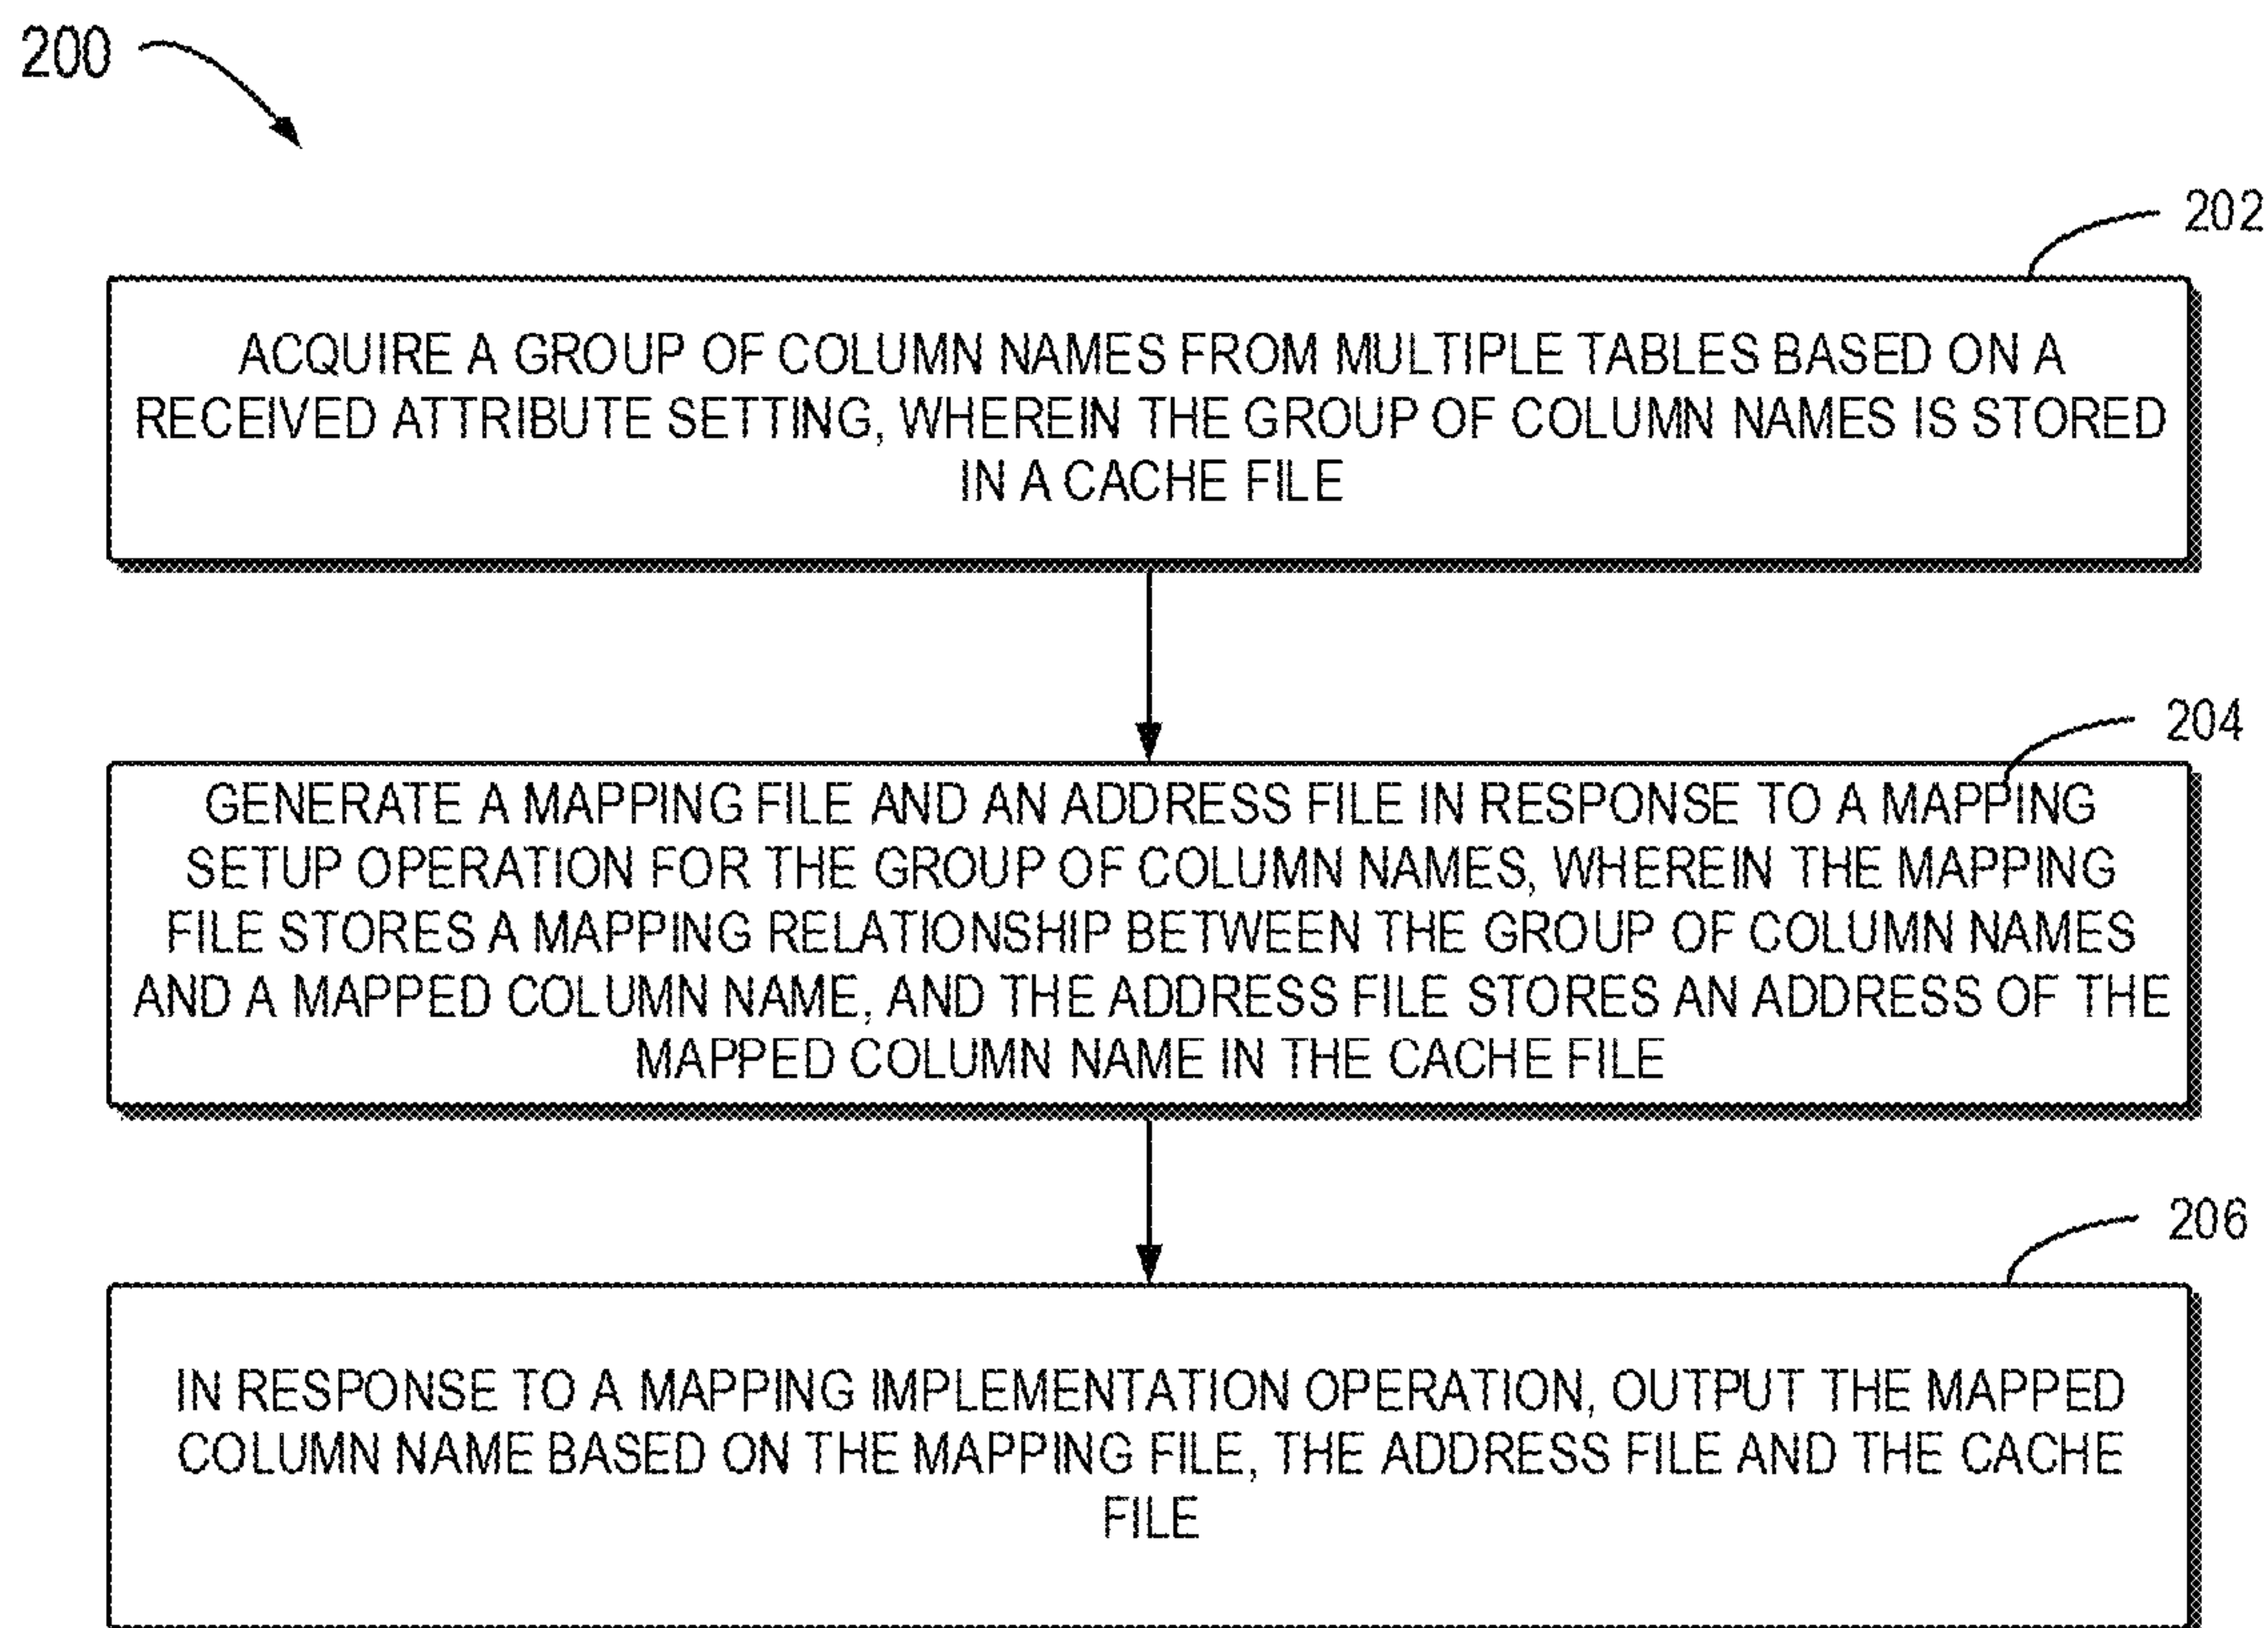 200
202
ACQUIRE A GROUP OF COLUMN NAMES FROM MULTIPLE TABLES BASED ON A
RECEIVED ATTRIBUTE SETTING, WHEREIN THE GROUP OF COLUMN NAMES IS STORED
IN A CACHE FILE
204
GENERATE A MAPPING FILE AND AN ADDRESS FILE IN RESPONSE TO A MAPPING
SETUP OPERATION FOR THE GROUP OF COLUMN NAMES, WHEREIN THE MAPPING
FILE STORES A MAPPING RELATIONSHIP BETWEEN THE GROUP OF COLUMN NAMES
AND A MAPPED COLUMN NAME, AND THE ADDRESS FILE STORES AN ADDRESS OF THE
MAPPED COLUMN NAME IN THE CACHE FILE
206
IN RESPONSE TO A MAPPING IMPLEMENTATION OPERATION, OUTPUT THE MAPPED
COLUMN NAME BASED ON THE MAPPING FILE, THE ADDRESS FILE AND THE CACHE
FILE